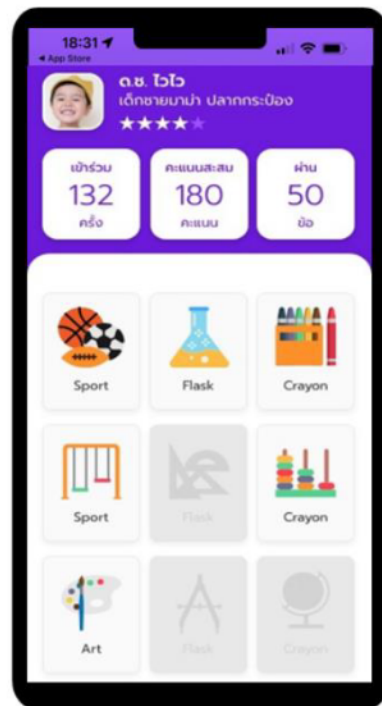 18:31
App Store
ด.ช. ไวไว
เด็กชายมาม่า ปลากกระป๋อง
เข้าร่วม
132
ครั้ง
คะแนนสะสม
180
คะแนน
ผ่าน
50
ข้อ
Sport
Flask
Crayon
Sport
Flask
Crayon
Art
Flask
Crayon